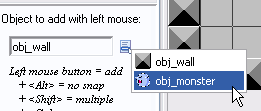 Object to add with left mouse:
obj_wall
obj_wall
obj_monster
Left mouse button = add
+ <Alt> = no snap
+ <Shift> = multiple